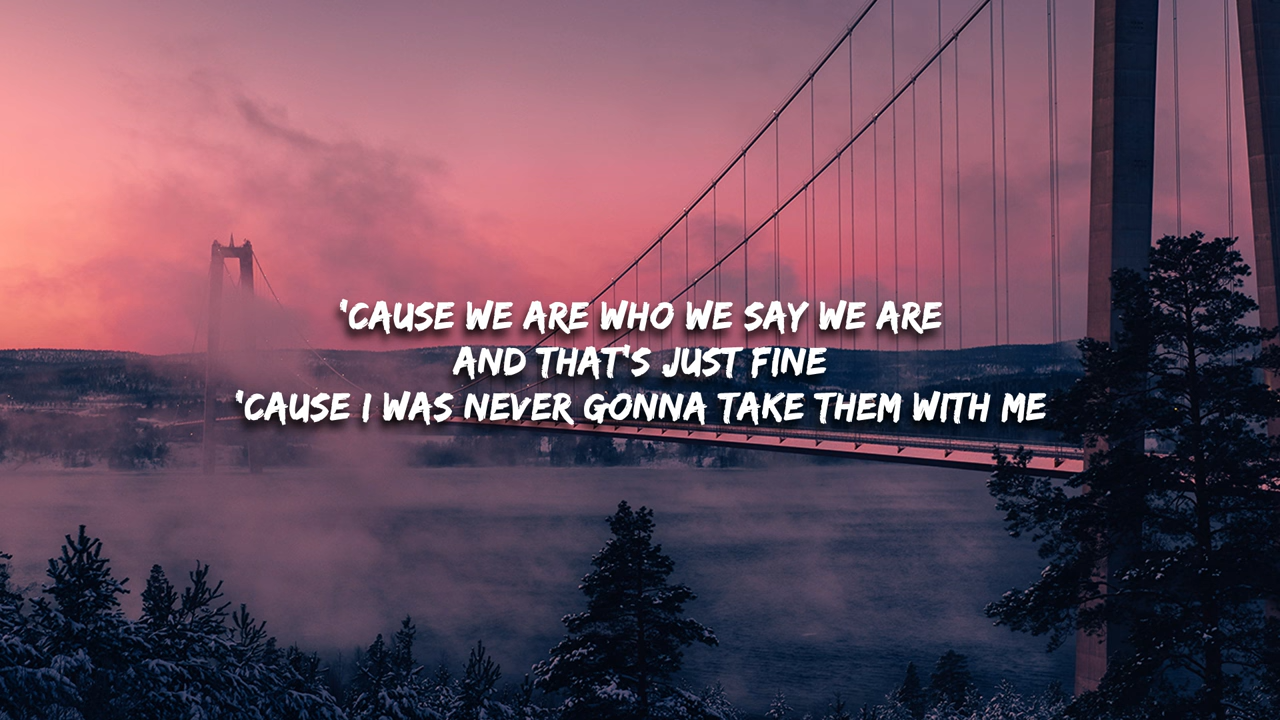 'CAUSE WE ARE WHO WE SAY WE ARE
AND THAT'S JUST FINE
'CAUSE I WAS NEVER GONNA TAKE THEM WITH ME